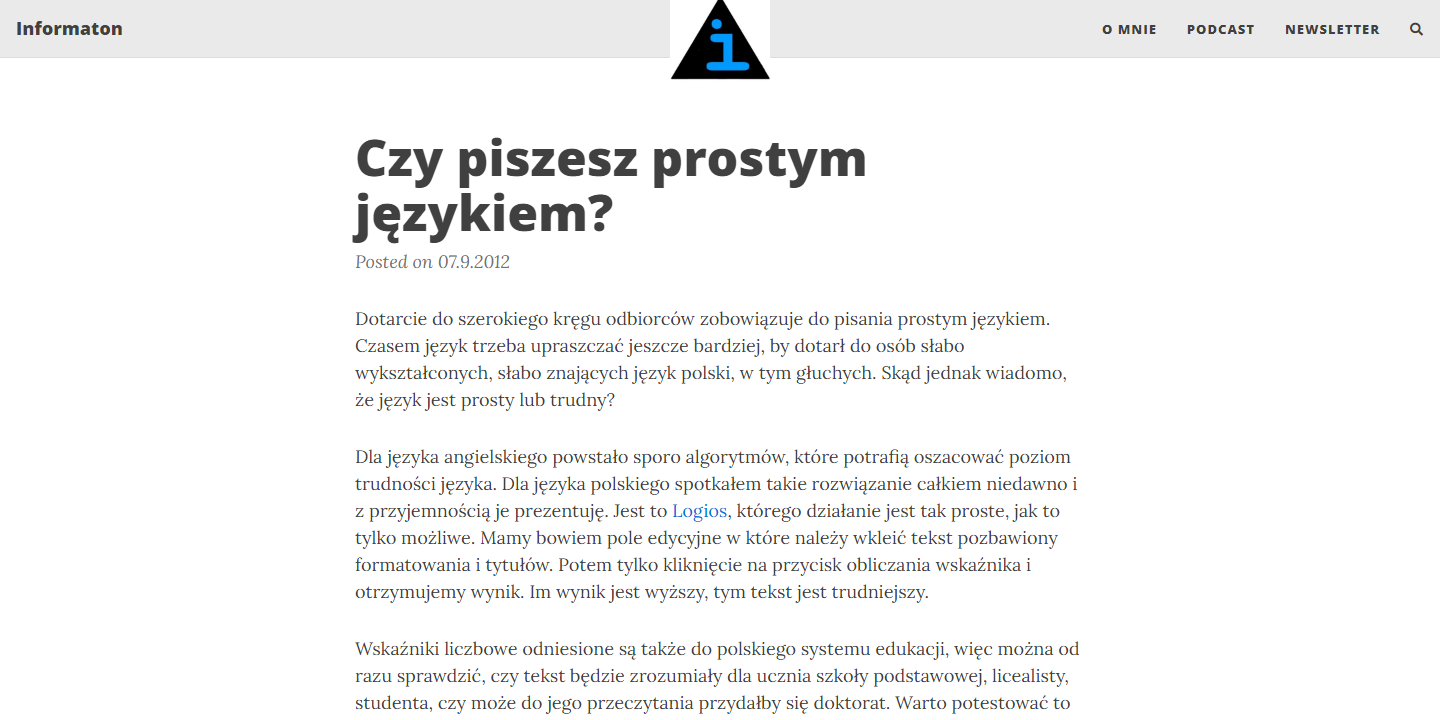 Informaton
i
O MNIE
PODCAST
NEWSLETTER
Czy piszesz prostym
językiem?
Posted on 07.9.2012
Dotarcie do szerokiego kręgu odbiorców zobowiązuje do pisania prostym językiem.
Czasem język trzeba upraszczać jeszcze bardziej, by dotarł do osób słabo
wykształconych, słabo znających język polski, w tym głuchych. Skąd jednak wiadomo,
że język jest prosty lub trudny?
Dla języka angielskiego powstało sporo algorytmów, które potrafią oszacować poziom
trudności języka. Dla języka polskiego spotkałem takie rozwiązanie całkiem niedawno i
z przyjemnością je prezentuję. Jest to Logios, którego działanie jest tak proste, jak to
tylko możliwe. Mamy bowiem pole edycyjne w które należy wkleić tekst pozbawiony
formatowania i tytułów. Potem tylko kliknięcie na przycisk obliczania wskaźnika i
otrzymujemy wynik. Im wynik jest wyższy, tym tekst jest trudniejszy.
Wskaźniki liczbowe odniesione są także do polskiego systemu edukacji, więc można od
razu sprawdzić, czy tekst będzie zrozumiały dla ucznia szkoły podstawowej, licealisty,
studenta, czy może do jego przeczytania przydałby się doktorat. Warto potestować to